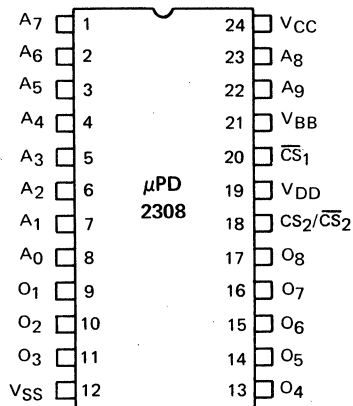 A7 1 24 VCC
A6 2 23 A8
A5 3 22 A9
A4 4 21 VBB
A3 5 20 C̅S̅1
A2 6 µPD 19 VDD
A1 7 2308 18 CS2/C̅S̅2
A0 8 17 O8
O1 9 16 O7
O2 10 15 O6
O3 11 14 O5
VSS 12 13 O4